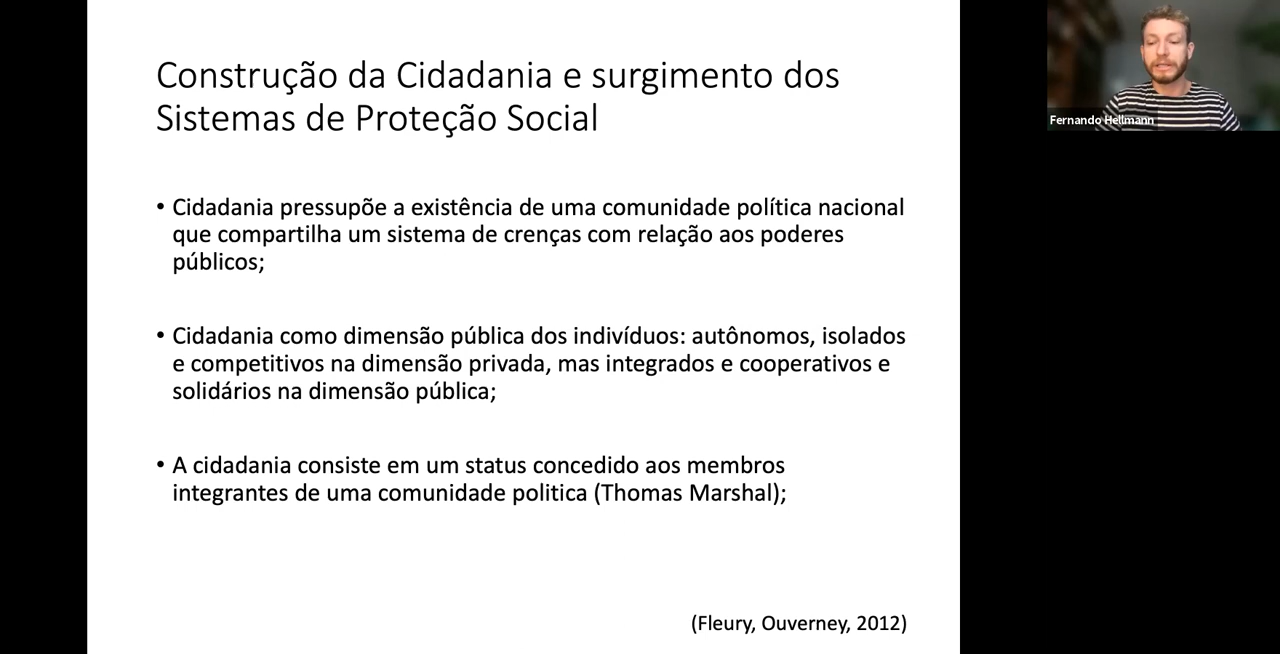 Construção da Cidadania e surgimento dos
Sistemas de Proteção Social
• Cidadania pressupõe a existência de uma comunidade política nacional
que compartilha um sistema de crenças com relação aos poderes
públicos;
• Cidadania como dimensão pública dos indivíduos: autônomos, isolados
e competitivos na dimensão privada, mas integrados e cooperativos e
solidários na dimensão pública;
• A cidadania consiste em um status concedido aos membros
integrantes de uma comunidade politica (Thomas Marshal);
(Fleury, Ouverney, 2012)
Fernando Hellmann